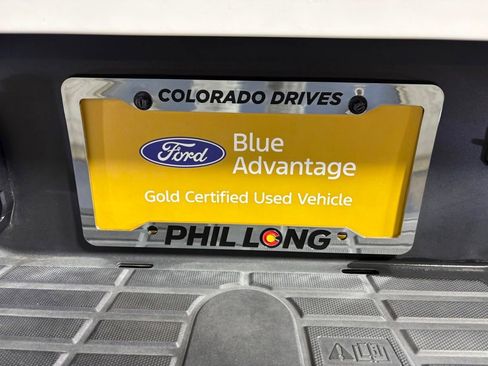 COLORADO DRIVES
Ford
Blue
Advantage
Gold Certified Used Vehicle
PHIL LONG